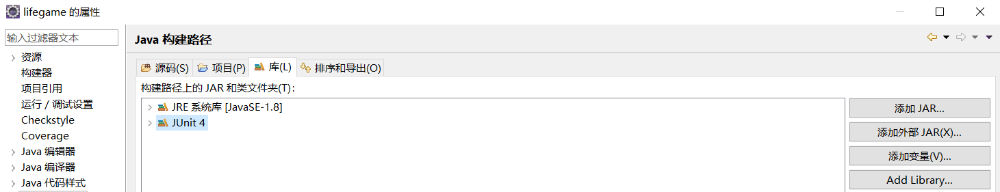 lifegame 的属性
输入过滤器文本
资源
构建器
项目引用
运行 / 调试设置
Checkstyle
Coverage
Java 编辑器
Java 编译器
Java 代码样式
Java 构建路径
源码(S) 项目(P) 库(L) 排序和导出(O)
构建路径上的 JAR 和类文件夹(T)：
JRE 系统库 [JavaSE-1.8]
JUnit 4
添加 JAR...
添加外部 JAR(X)...
添加变量(V)...
Add Library...